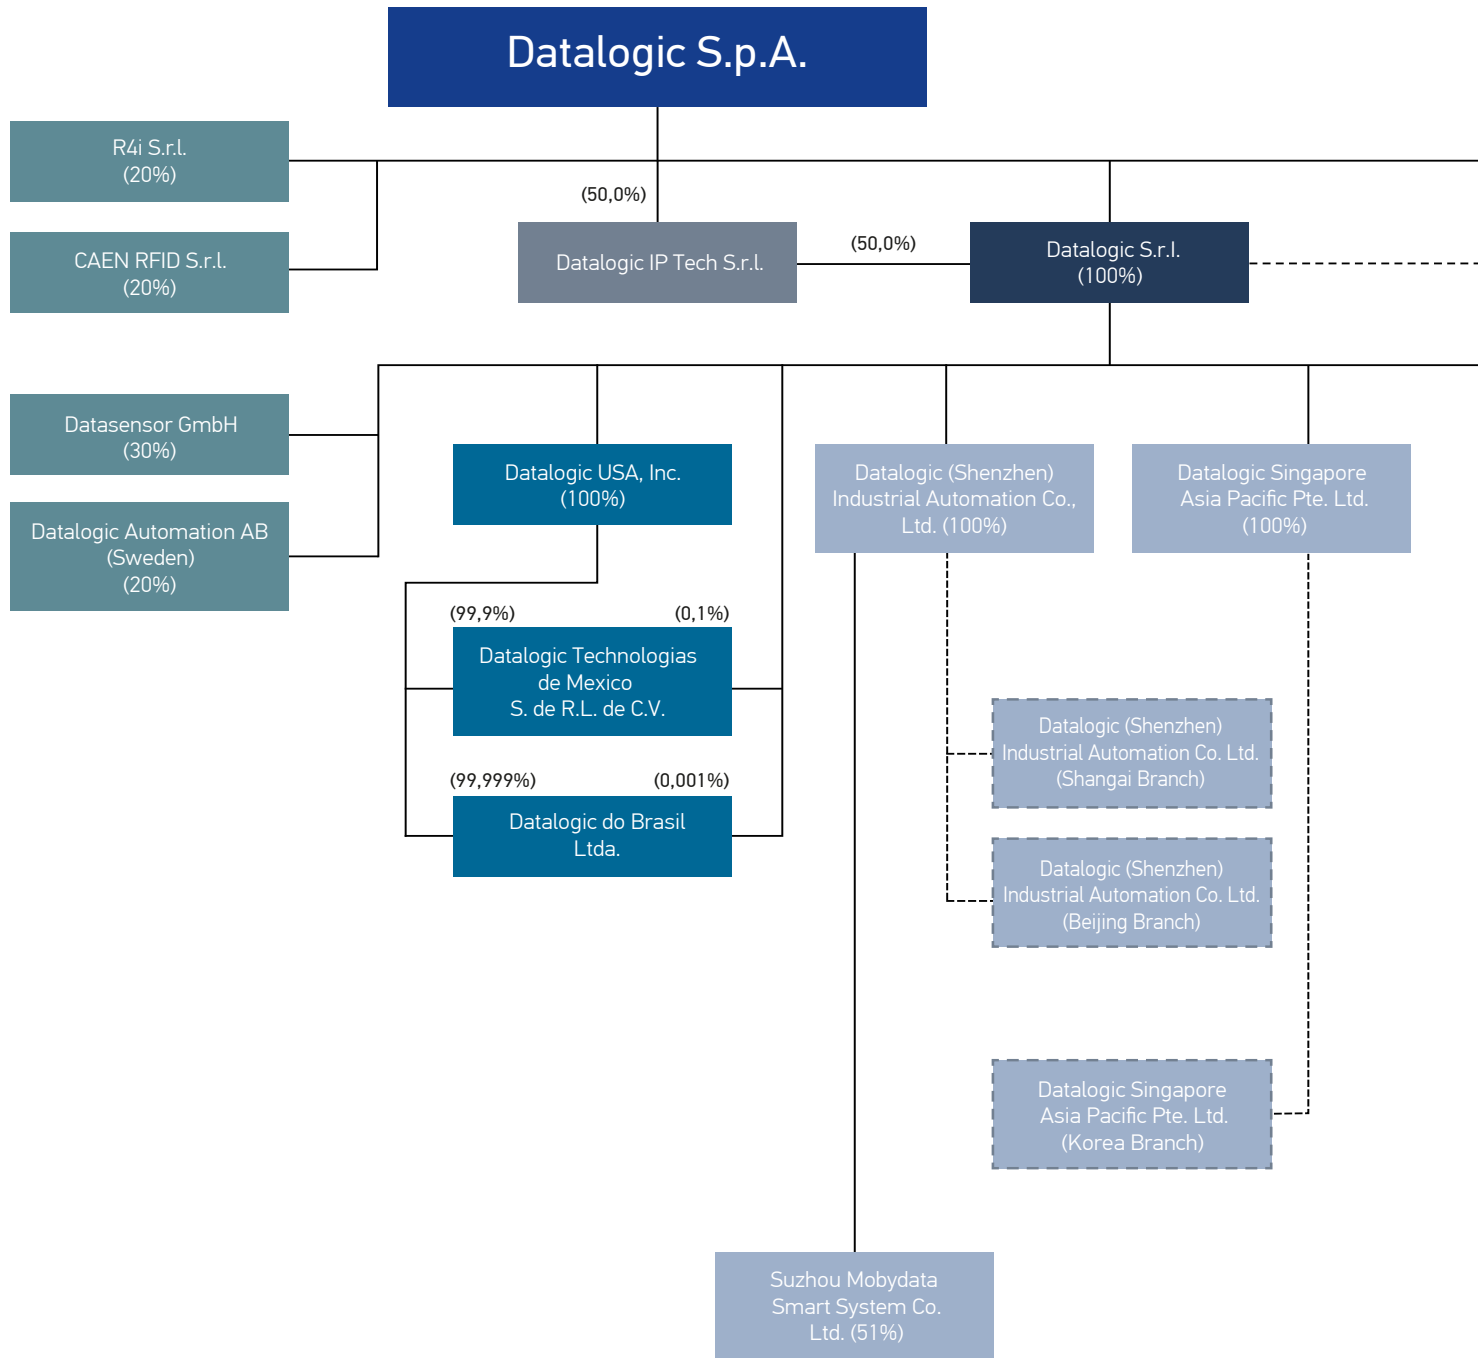 Datalogic S.p.A.
R4i S.r.l.
(20%)
CAEN RFID S.r.l.
(20%)
(50,0%)
Datalogic IP Tech S.r.l.
(50,0%)
Datalogic S.r.l.
(100%)
Datasensor GmbH
(30%)
Datalogic Automation AB
(Sweden)
(20%)
Datalogic USA, Inc.
(100%)
Datalogic (Shenzhen)
Industrial Automation Co.,
Ltd. (100%)
Datalogic Singapore
Asia Pacific Pte. Ltd.
(100%)
(99,9%)
(0,1%)
Datalogic Technologias
de Mexico
S. de R.L. de C.V.
(99,999%)
(0,001%)
Datalogic do Brasil
Ltda.
Datalogic (Shenzhen)
Industrial Automation Co. Ltd.
(Shangai Branch)
Datalogic (Shenzhen)
Industrial Automation Co. Ltd.
(Beijing Branch)
Datalogic Singapore
Asia Pacific Pte. Ltd.
(Korea Branch)
Suzhou Mobydata
Smart System Co.
Ltd. (51%)